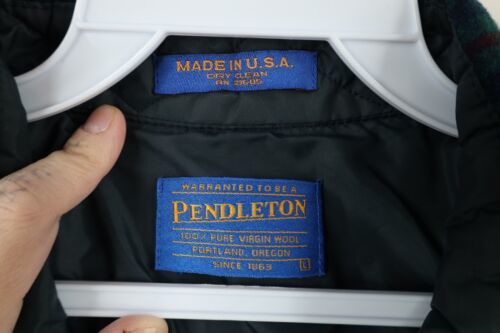 MADE IN U.S.A.
DRY CLEAN
RN 29685
WARRANTED TO BE A
PENDLETON
100% PURE VIRGIN WOOL
PORTLAND, OREGON
SINCE 1863 L